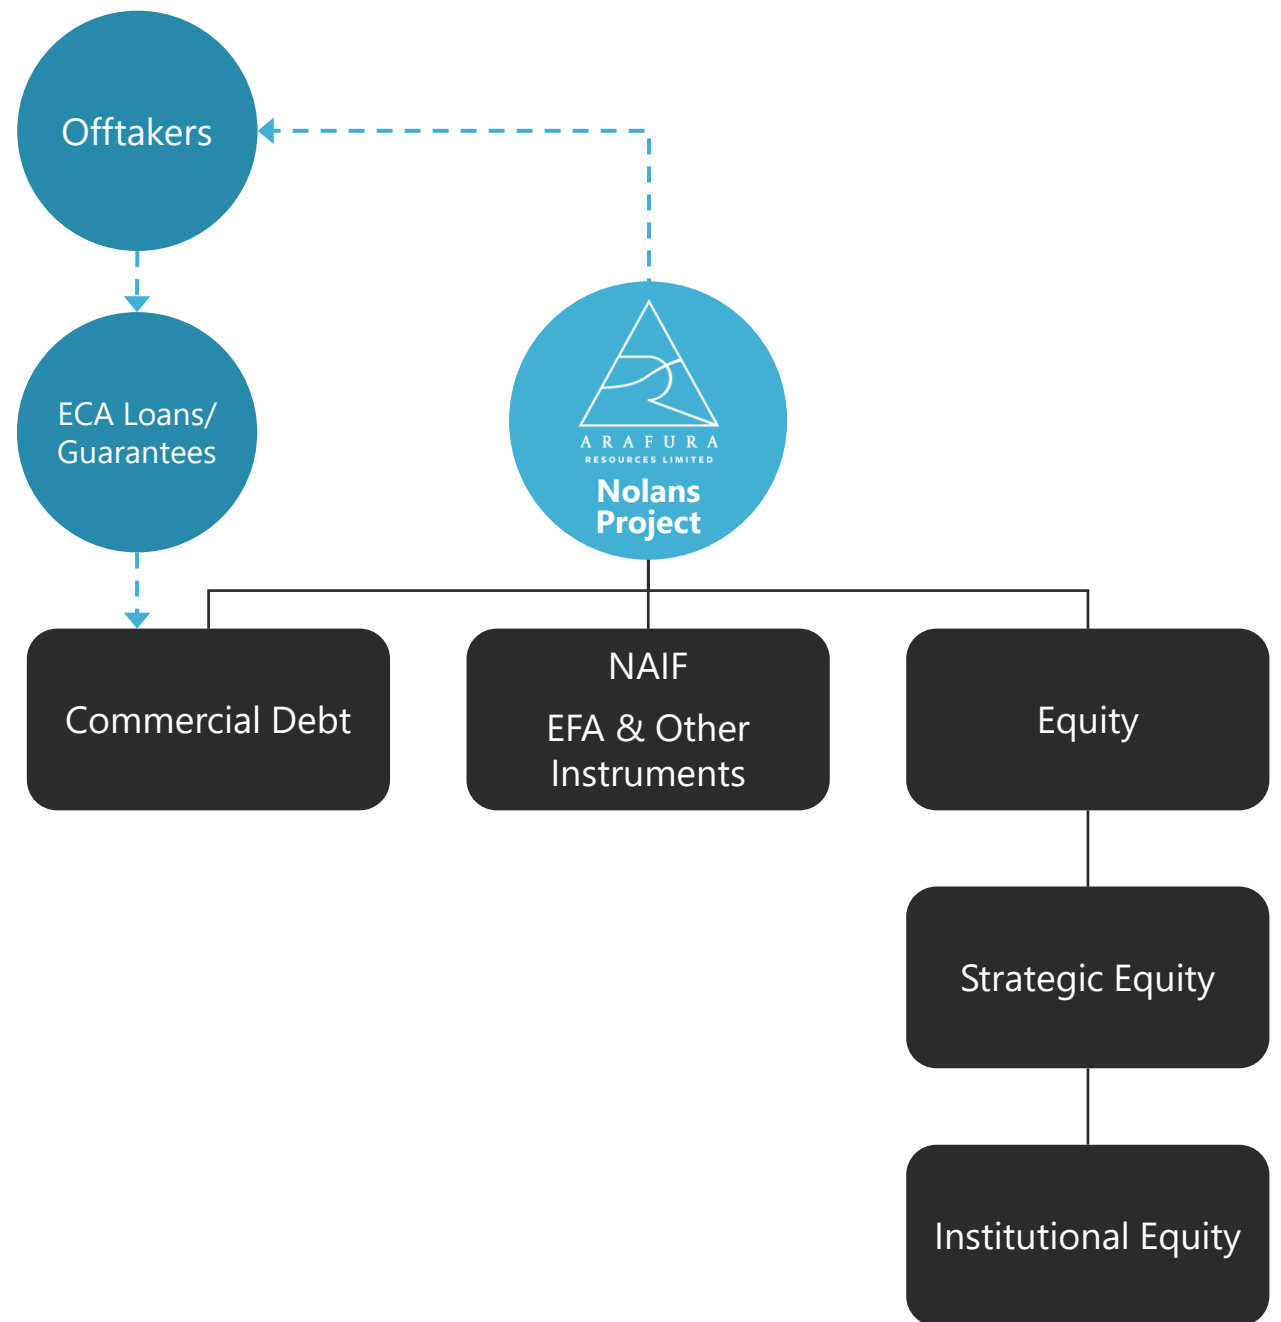 Offtakers
ECA Loans/
Guarantees
ARAFURA
RESOURCES LIMITED
Nolans
Project
Commercial Debt
NAIF
EFA & Other
Instruments
Equity
Strategic Equity
Institutional Equity